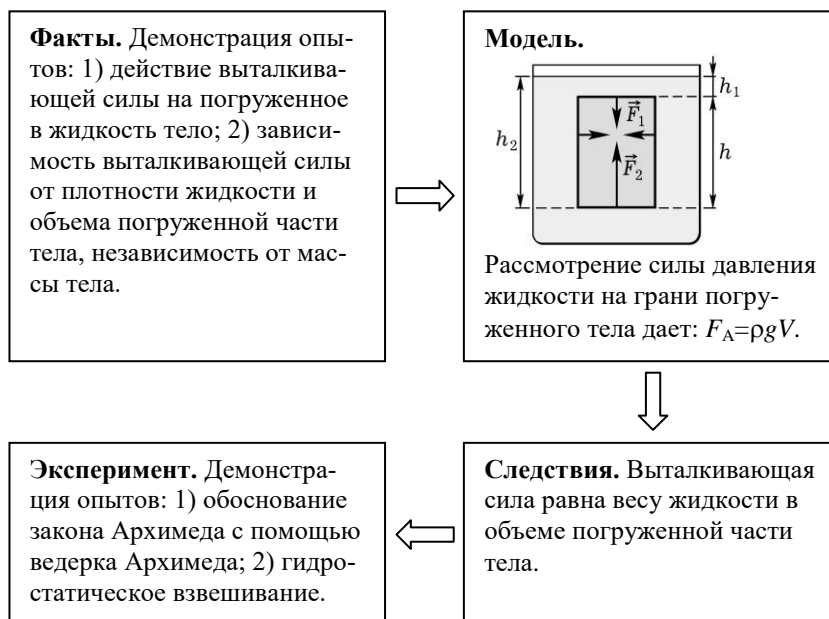 Факты. Демонстрация опы-
тов: 1) действие выталкива-
ющей силы на погруженное
в жидкость тело; 2) зависи-
мость выталкивающей силы
от плотности жидкости и
объема погруженной части
тела, независимость от мас-
сы тела.
Модель.
h₁
F⃗₁
h₂
h
F⃗₂
Рассмотрение силы давления
жидкости на грани погру-
женного тела дает: F_A=ρgV.
Эксперимент. Демонстра-
ция опытов: 1) обоснование
закона Архимеда с помощью
ведерка Архимеда; 2) гидро-
статическое взвешивание.
Следствия. Выталкивающая
сила равна весу жидкости в
объеме погруженной части
тела.